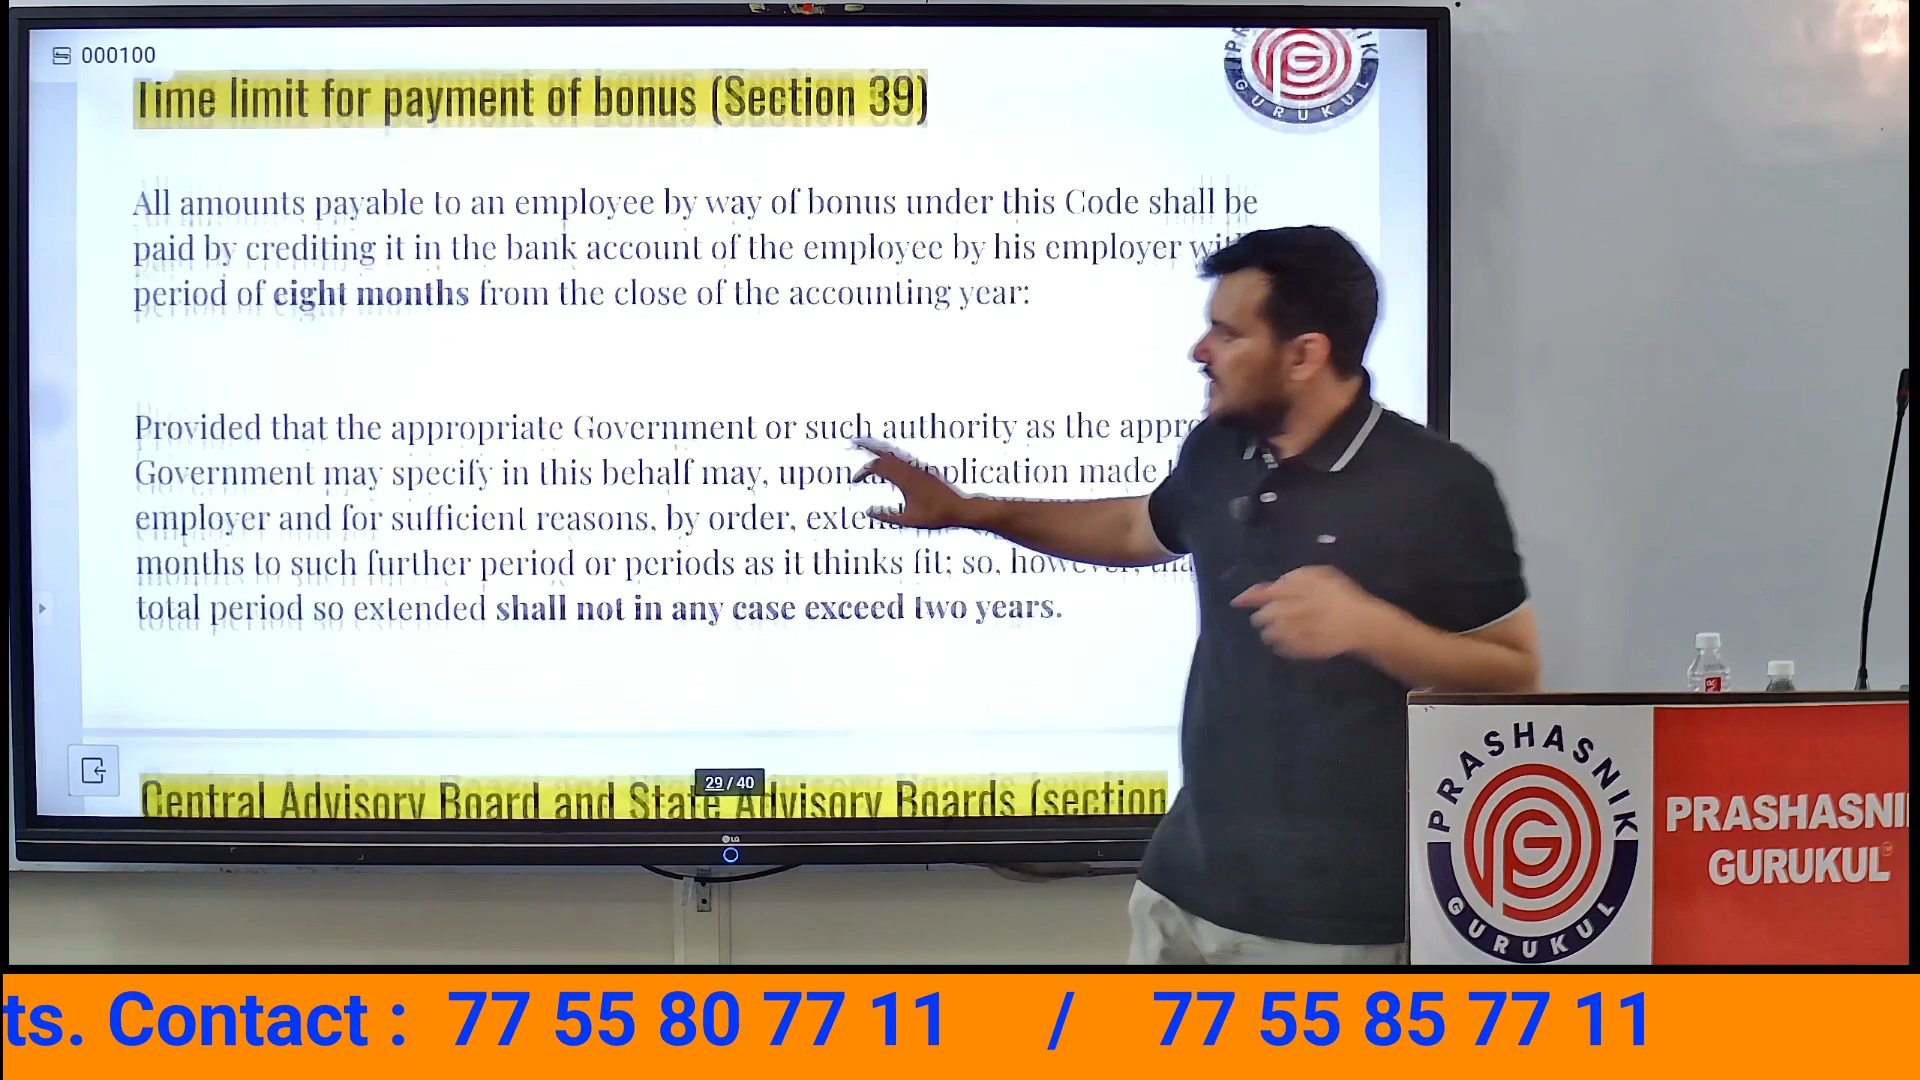 000100
Time limit for payment of bonus (Section 39)
GURUKUL
All amounts payable to an employee by way of bonus under this Code shall be
paid by crediting it in the bank account of the employee by his employer
period of eight months from the close of the accounting year:
Provided that the appropriate Government or such authority as the
Government may specify in this behalf may, upon application made
employer and for sufficient reasons, by order, extend
months to such further period or periods as it thinks fit; so, however,
total period so extended shall not in any case exceed two years.
29 / 40
Central Advisory Board and State Advisory Boards (section
LG
PRASHASNIK
GURUKUL
PRASHASNI
GURUKUL
ts. Contact : 77 55 80 77 11 / 77 55 85 77 11